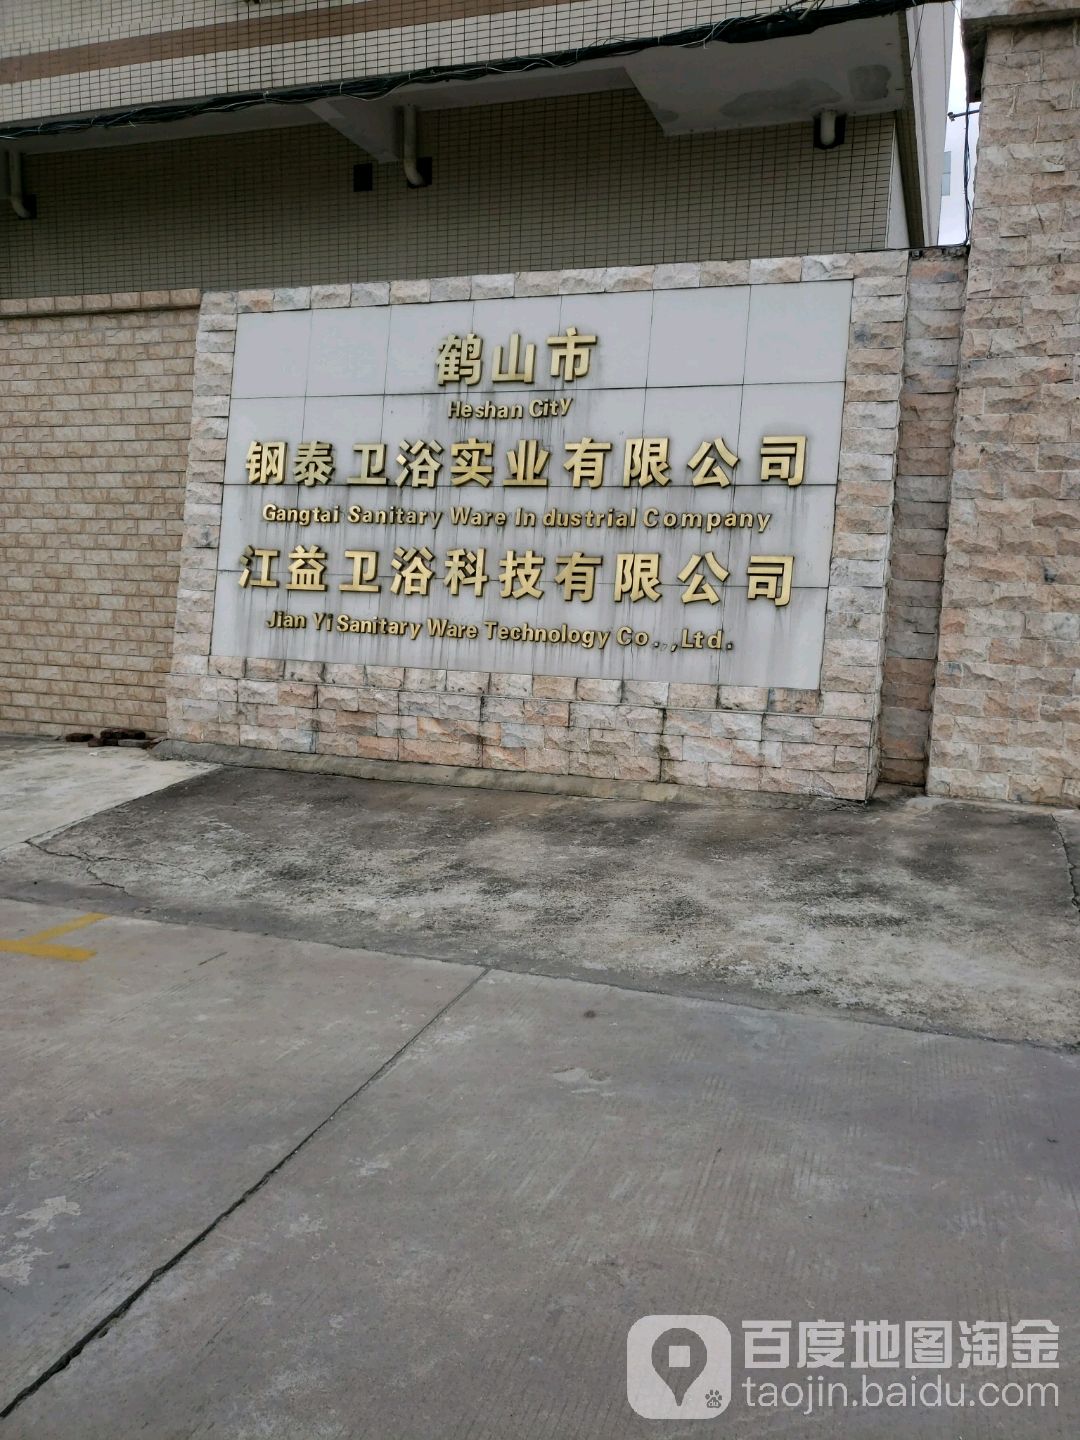 鹤山市
Heshan City
钢泰卫浴实业有限公司
Gangtai Sanitary Ware In dustrial Company
江益卫浴科技有限公司
Jian Yi Sanitary Ware Technology Co.,,Ltd.
百度地图淘金
taojin.baidu.com